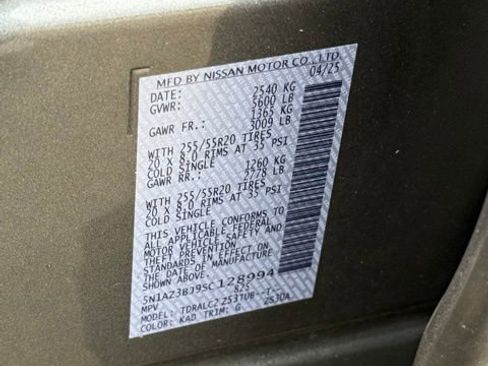 MFD BY NISSAN MOTOR CO., LTD.
DATE: 04/25
GVWR: 2540 KG
5600 LB
GAWR FR.: 1365 KG
3009 LB
WITH 255/55R20 TIRES
20 X 8.0 RIMS AT 35 PSI
COLD SINGLE
GAWR RR.: 1260 KG
2778 LB
WITH 255/55R20 TIRES
20 X 8.0 RIMS AT 35 PSI
COLD SINGLE
THIS VEHICLE CONFORMS TO
ALL APPLICABLE FEDERAL
MOTOR VEHICLE SAFETY AND
THEFT PREVENTION
STANDARDS IN EFFECT ON
THE DATE OF MANUFACTURE
SHOWN ABOVE.
5N1AZ3BJ9SC128994
MPV
MODEL: TDRALC2
COLOR: KAD TRIM: G